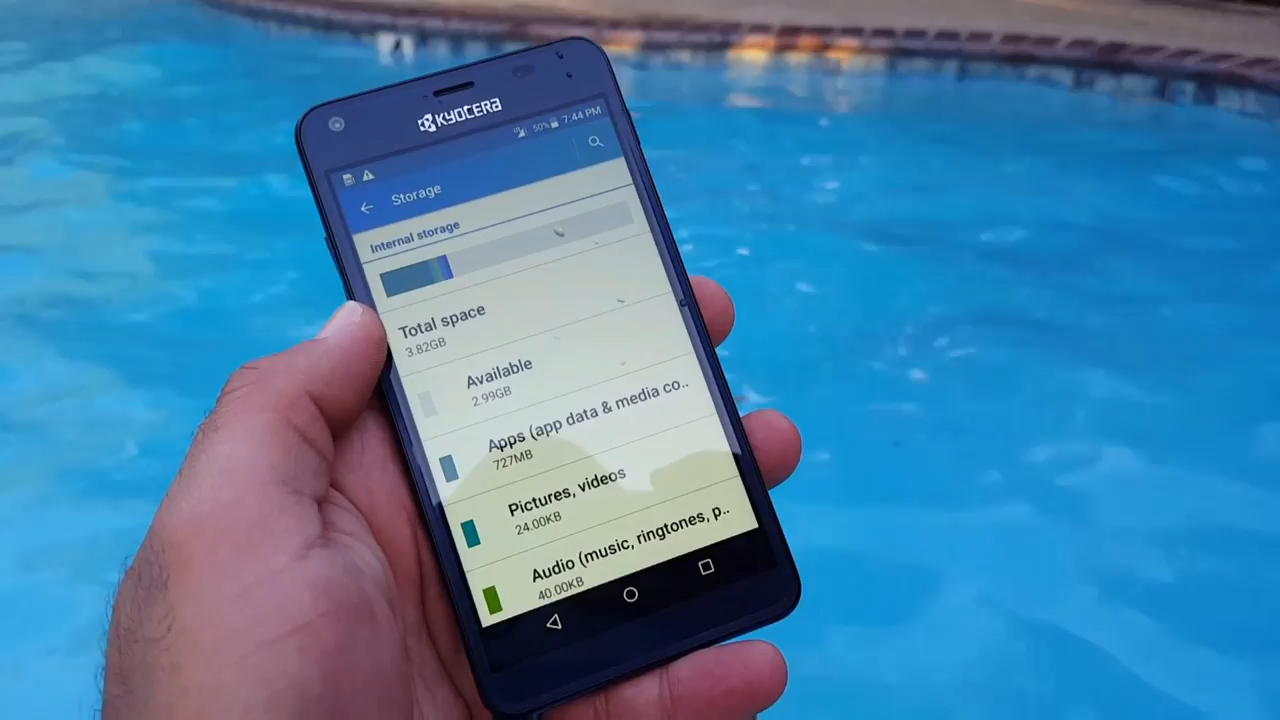 KYOCERA
50% 7:44 PM
Storage
Internal storage
Total space
3.82GB
Available
2.99GB
Apps (app data & media co..
727MB
Pictures, videos
24.00KB
Audio (music, ringtones, p..
40.00KB